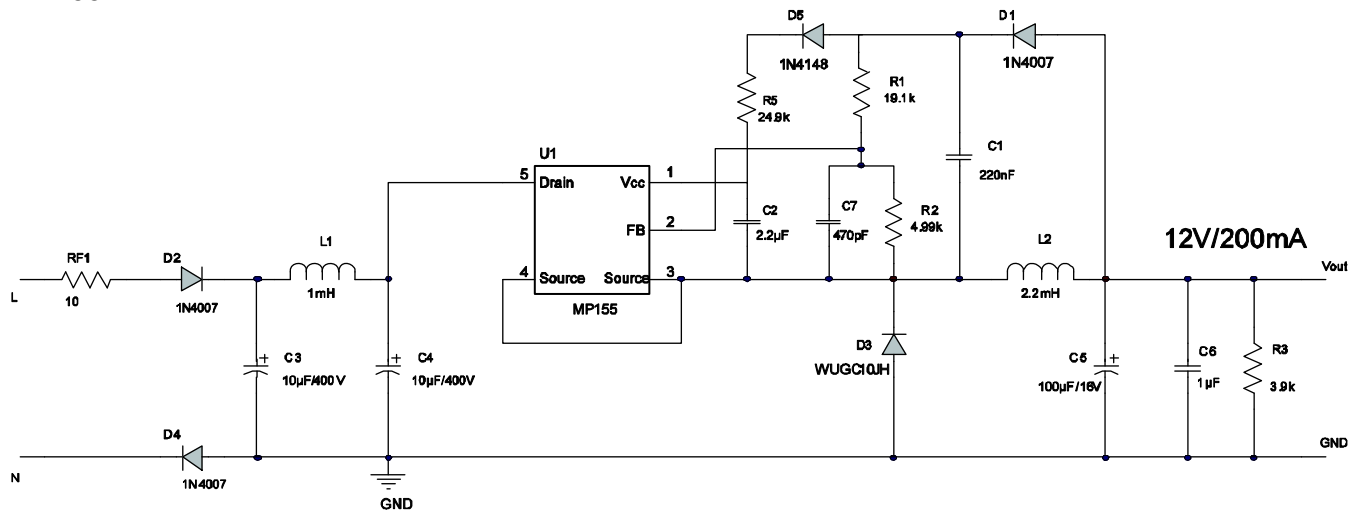 D5
1N4148
D1
1N4007
R5
24.9k
R1
19.1k
C1
220nF
U1
5
Drain
Vcc
1
FB
2
4
Source
Source
3
MP155
C2
2.2µF
C7
470pF
R2
4.99k
12V/200mA
L
RF1
10
D2
1N4007
L1
1mH
L2
2.2mH
Vout
C3
10µF/400V
C4
10µF/400V
D3
WUGC10JH
C5
100µF/16V
C6
1µF
R3
3.9k
N
D4
1N4007
GND
GND